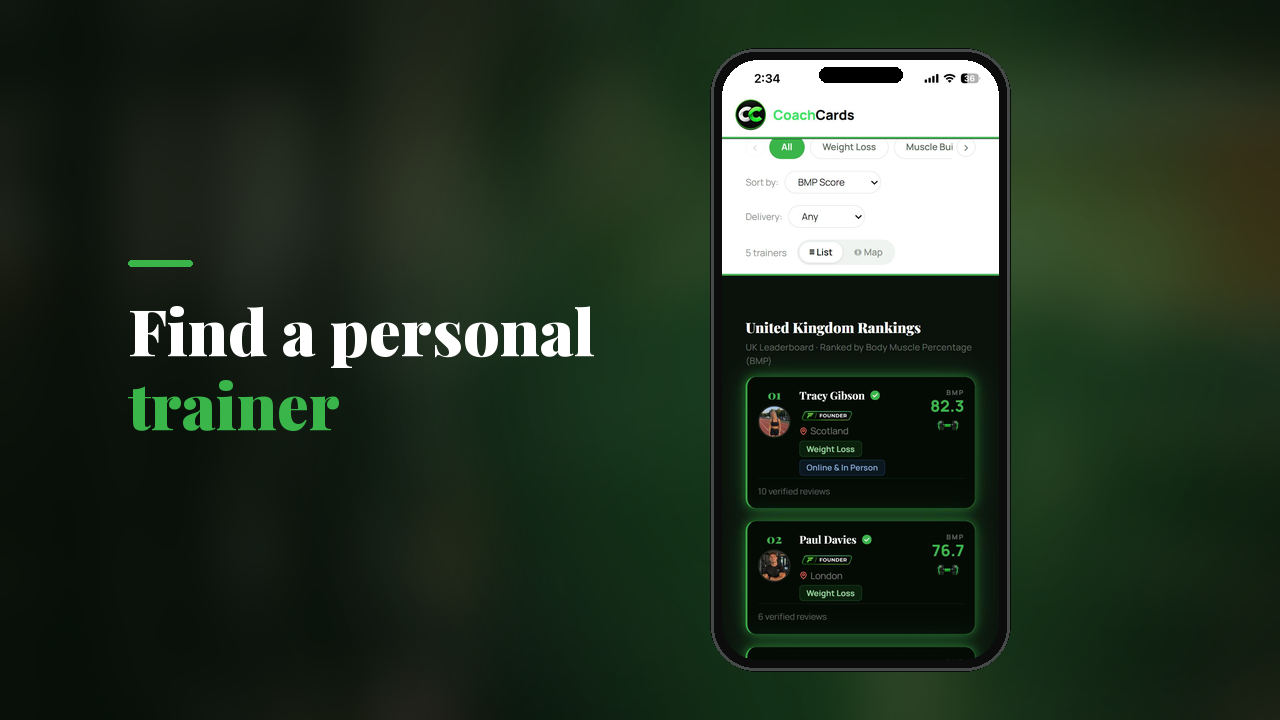 Find a personal
trainer
2:34
36
CC CoachCards
‹ All Weight Loss Muscle Bui ›
Sort by: BMP Score
Delivery: Any
5 trainers List Map
United Kingdom Rankings
UK Leaderboard · Ranked by Body Muscle Percentage
(BMP)
01 Tracy Gibson BMP
82.3
FOUNDER
Scotland
Weight Loss
Online & In Person
10 verified reviews
02 Paul Davies BMP
76.7
FOUNDER
London
Weight Loss
6 verified reviews